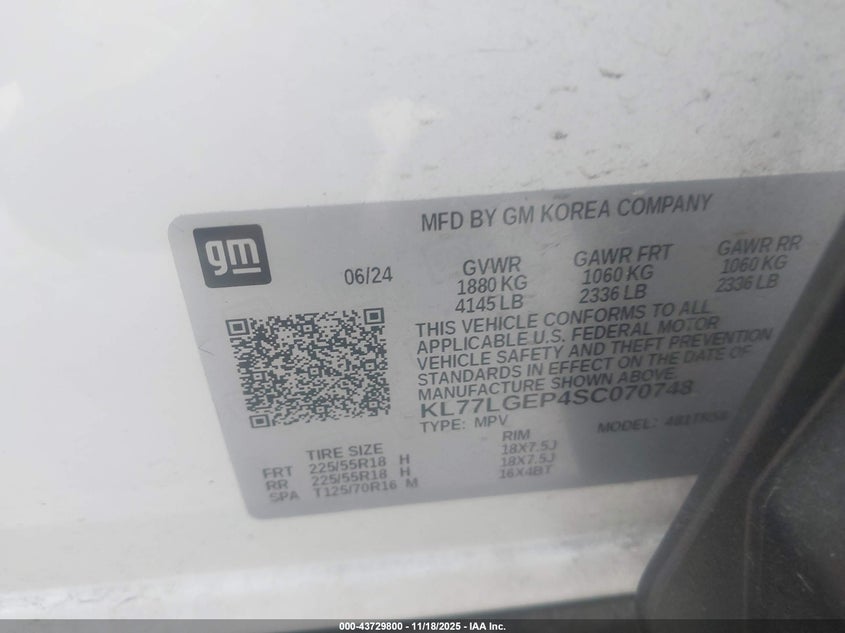 gm
MFD BY GM KOREA COMPANY
06/24
GVWR GAWR FRT GAWR RR
1880 KG 1060 KG 1060 KG
4145 LB 2336 LB 2336 LB
THIS VEHICLE CONFORMS TO ALL
APPLICABLE U.S. FEDERAL MOTOR
VEHICLE SAFETY AND THEFT PREVENTION
STANDARDS IN EFFECT ON THE DATE OF
MANUFACTURE SHOWN ABOVE.
KL77LGEP4SC070748
TYPE: MPV MODEL:
TIRE SIZE RIM
FRT 225/55R18 H 18X7.5J
RR 225/55R18 H 18X7.5J
SPA T125/70R16 M 16X4BT
000-43729800 - 11/18/2025 - IAA Inc.